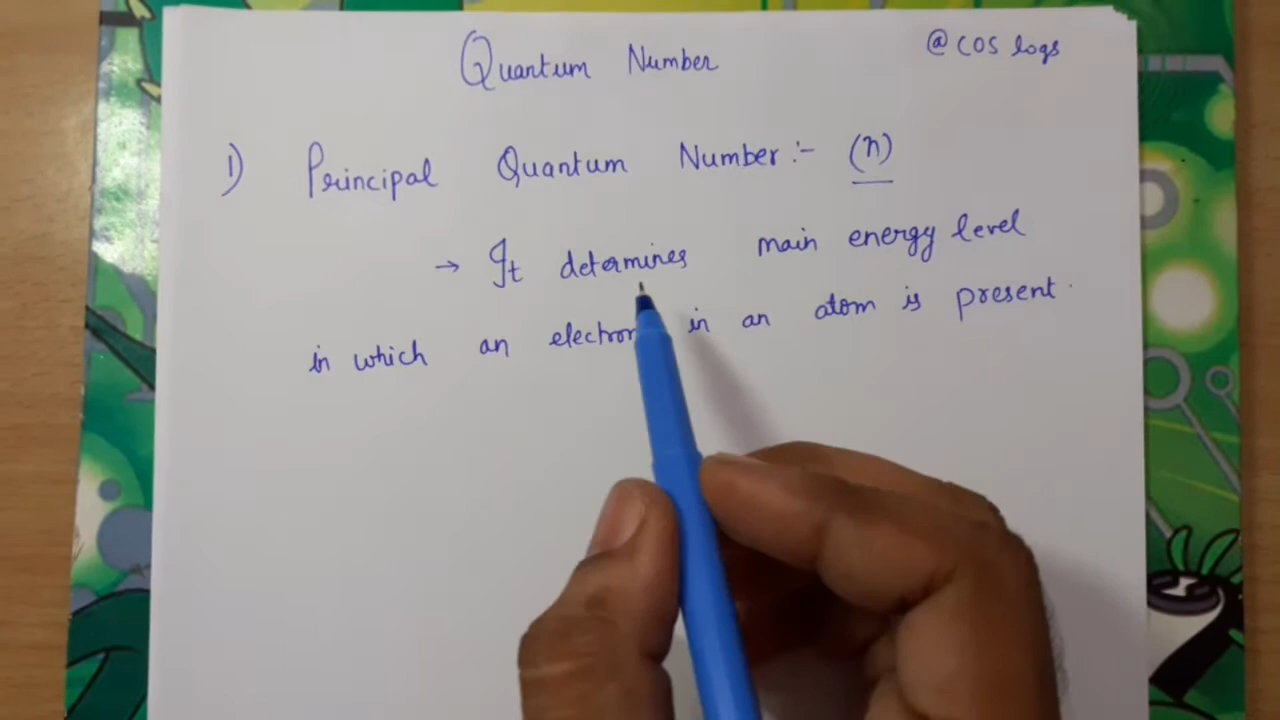 Quantum Number
@ COS logs
1) Principal Quantum Number :- (n)
→ It determines main energy level
in which an electron in an atom is present.